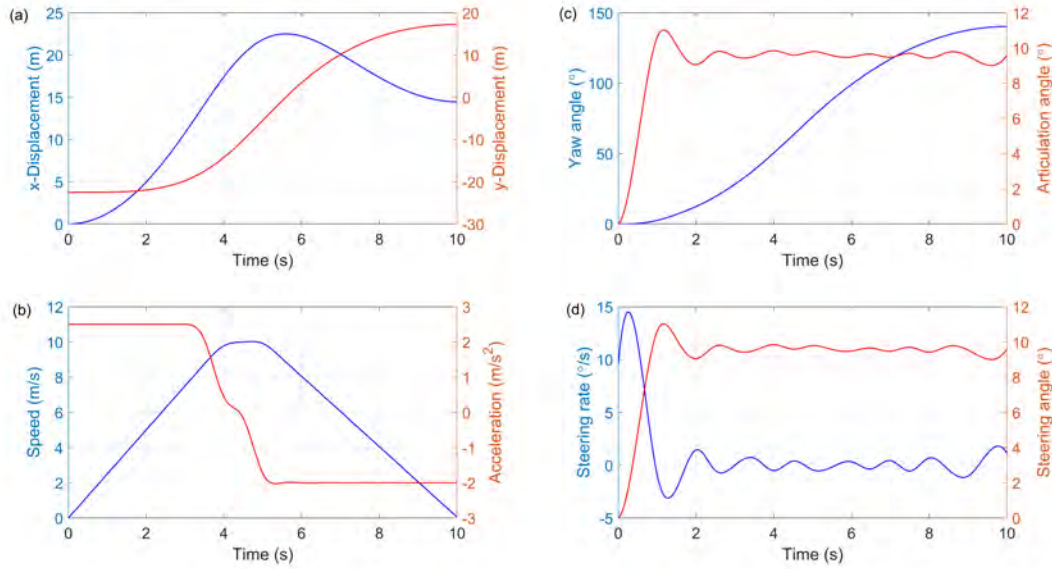 (a)
25
20
15
10
5
0
x-Displacement (m)
20
10
0
-10
-20
-30
y-Displacement (m)
0 2 4 6 8 10
Time (s)
(c)
150
100
50
0
Yaw angle (°)
12
10
8
6
4
2
0
Articulation angle (°)
0 2 4 6 8 10
Time (s)
(b)
12
10
8
6
4
2
0
Speed (m/s)
3
2
1
0
-1
-2
-3
Acceleration (m/s²)
0 2 4 6 8 10
Time (s)
(d)
15
10
5
0
-5
Steering rate (°/s)
12
10
8
6
4
2
0
Steering angle (°)
0 2 4 6 8 10
Time (s)